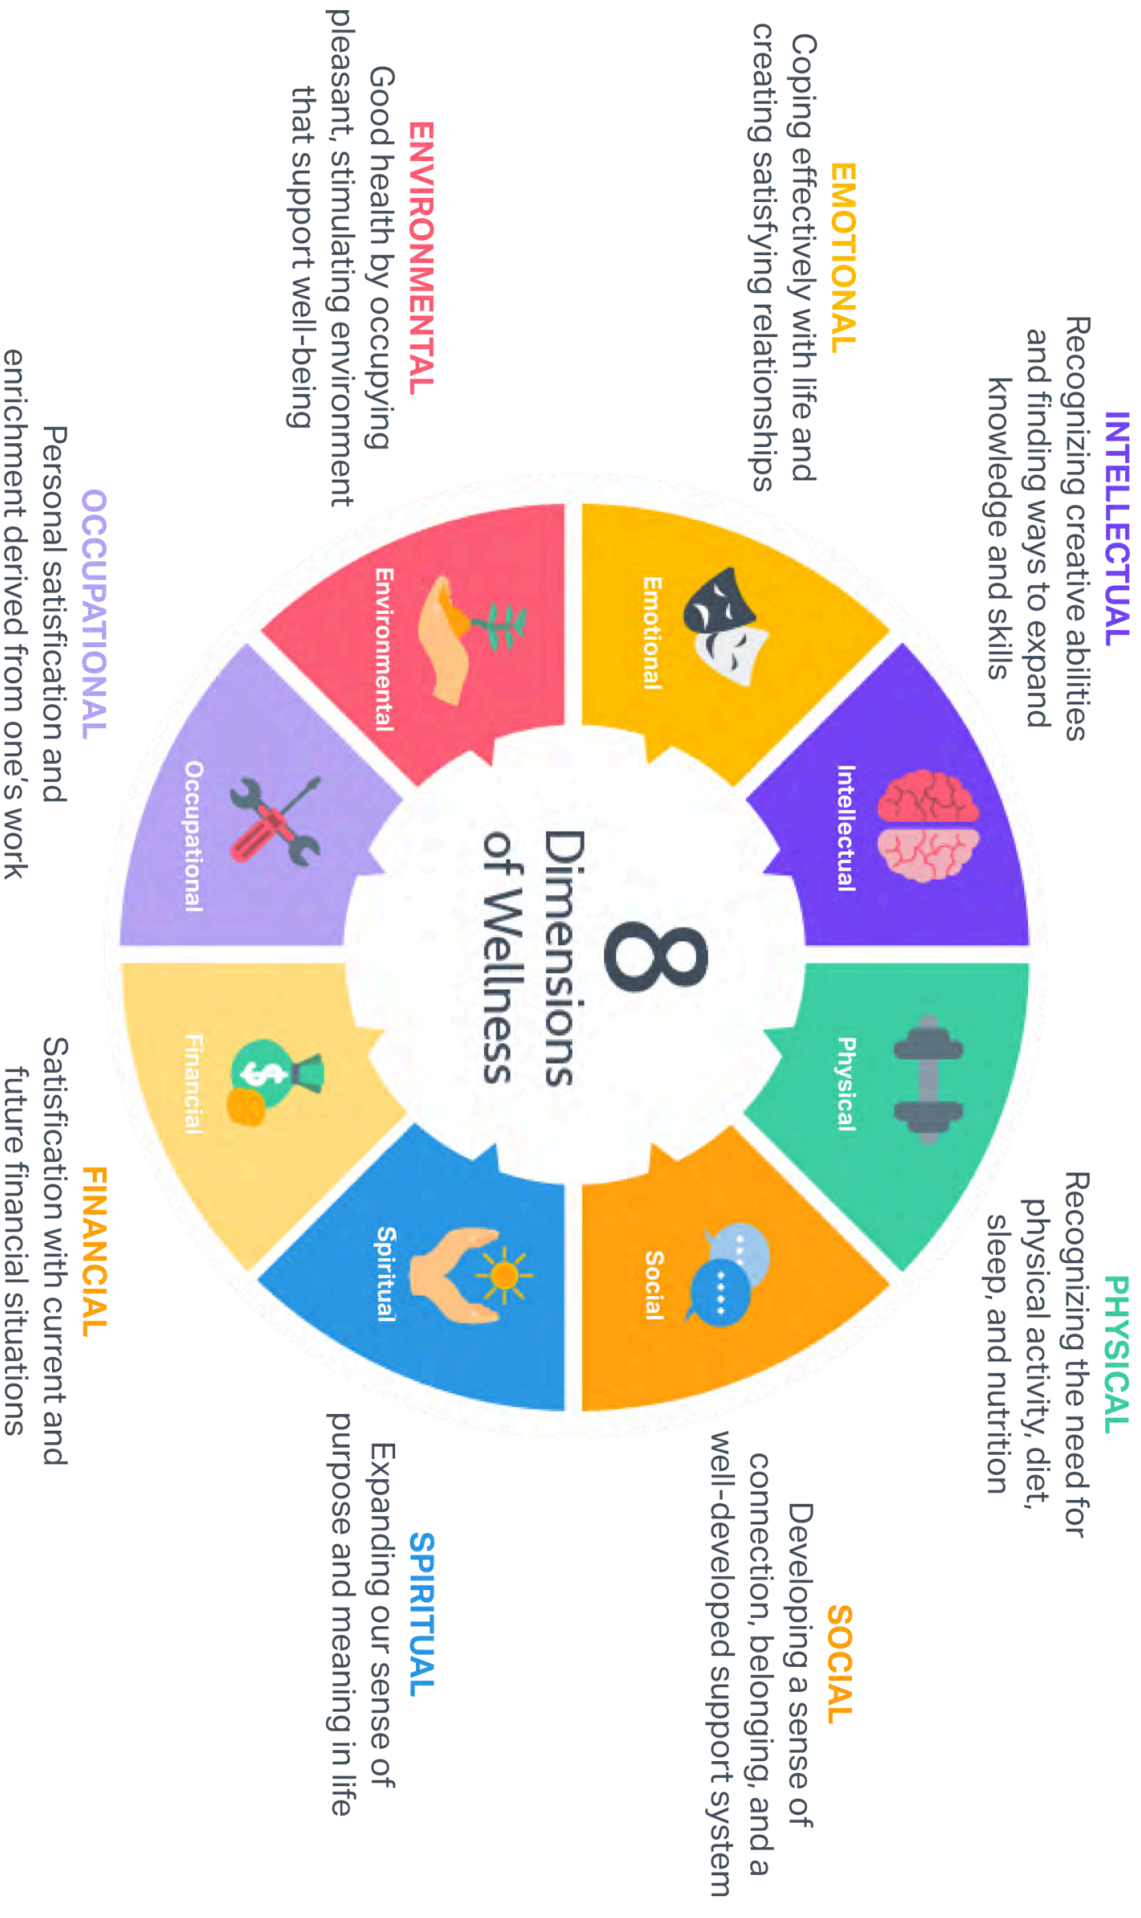 INTELLECTUAL
Recognizing creative abilities
and finding ways to expand
knowledge and skills
PHYSICAL
Recognizing the need for
physical activity, diet,
sleep, and nutrition
EMOTIONAL
Coping effectively with life and
creating satisfying relationships
SOCIAL
Developing a sense of
connection, belonging, and a
well-developed support system
ENVIRONMENTAL
Good health by occupying
pleasant, stimulating environment
that support well-being
SPIRITUAL
Expanding our sense of
purpose and meaning in life
OCCUPATIONAL
Personal satisfication and
enrichment derived from one's work
FINANCIAL
Satisfication with current and
future financial situations
8
Dimensions
of Wellness
Intellectual
Physical
Emotional
Social
Environmental
Spiritual
Occupational
Financial
$